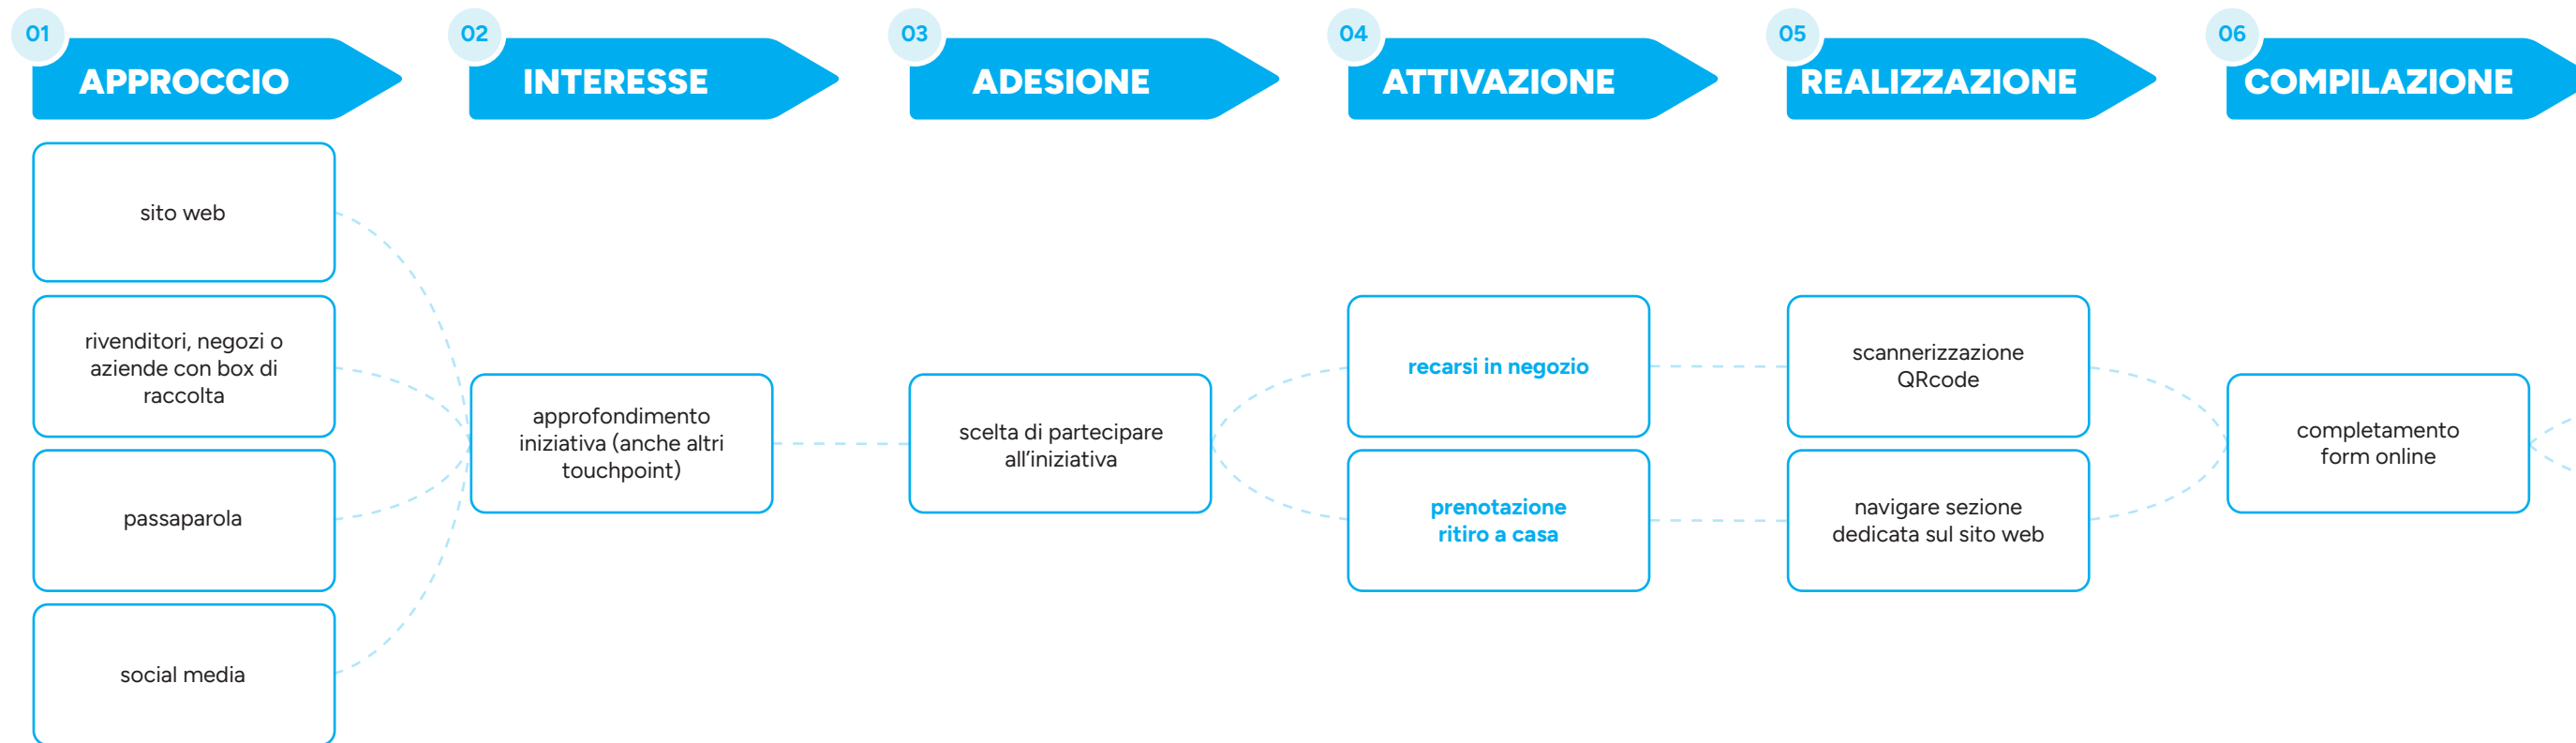 01
APPROCCIO
02
INTERESSE
03
ADESIONE
04
ATTIVAZIONE
05
REALIZZAZIONE
06
COMPILAZIONE
sito web
rivenditori, negozi o
aziende con box di
raccolta
passaparola
social media
approfondimento
iniziativa (anche altri
touchpoint)
scelta di partecipare
all’iniziativa
recarsi in negozio
prenotazione
ritiro a casa
scannerizzazione
QRcode
navigare sezione
dedicata sul sito web
completamento
form online